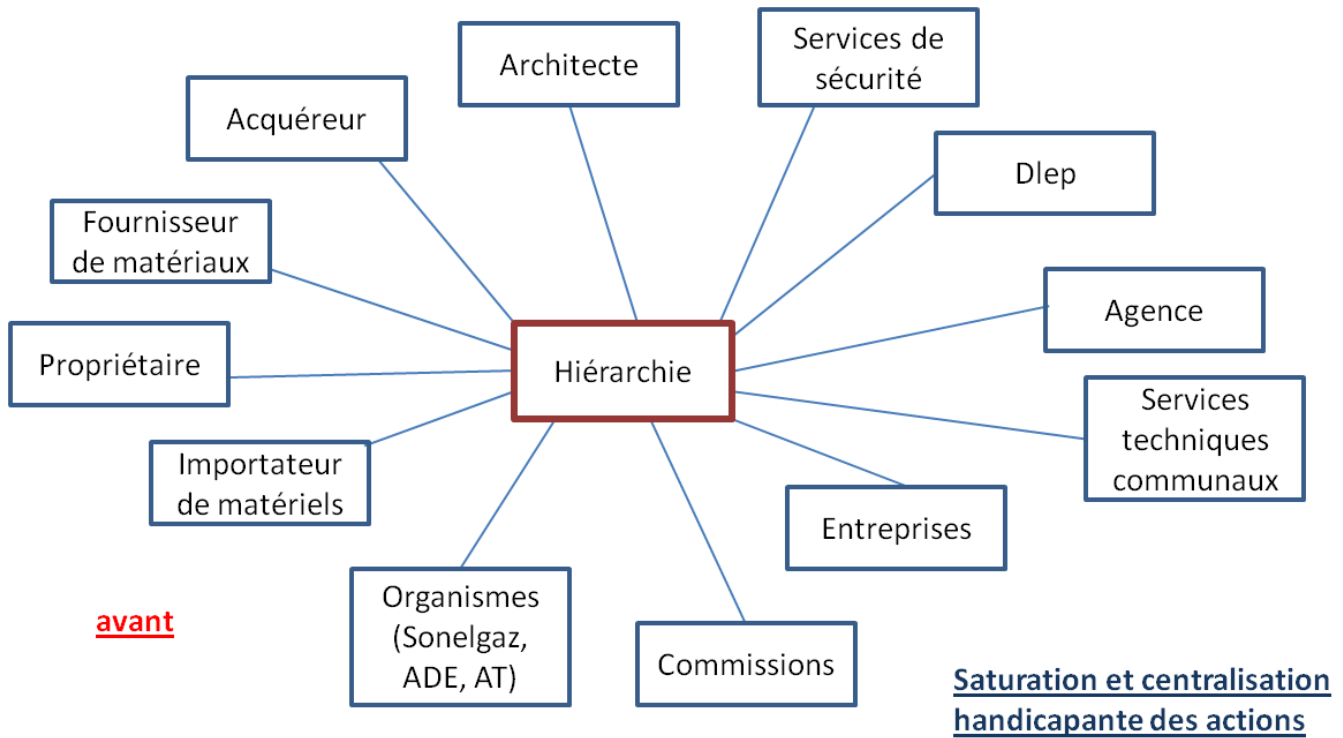 Architecte
Services de
sécurité
Acquéreur
Dlep
Fournisseur
de matériaux
Agence
Propriétaire
Hiérarchie
Services
techniques
communaux
Importateur
de matériels
Entreprises
Organismes
(Sonelgaz,
ADE, AT)
Commissions
avant
Saturation et centralisation
handicapante des actions